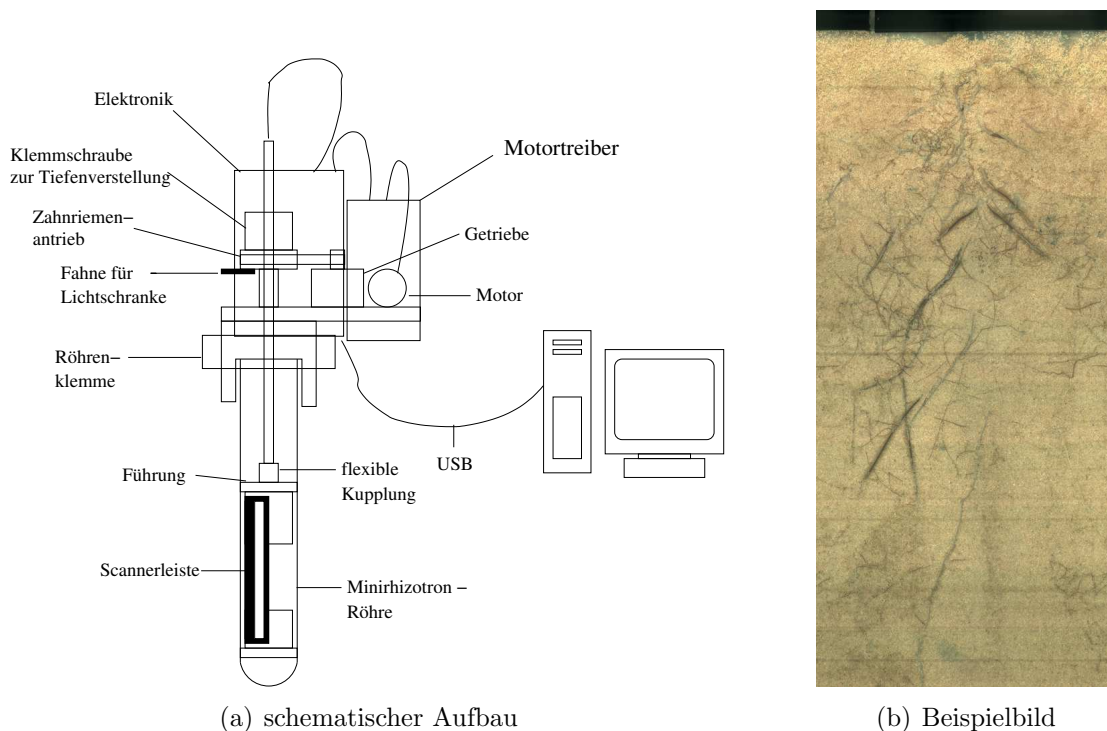 Elektronik
Klemmschraube
zur Tiefenverstellung
Zahnriemen−
antrieb
Fahne für
Lichtschranke
Röhren−
klemme
Führung
Scannerleiste
Motortreiber
Getriebe
Motor
USB
flexible
Kupplung
Minirhizotron −
Röhre
(a) schematischer Aufbau
(b) Beispielbild